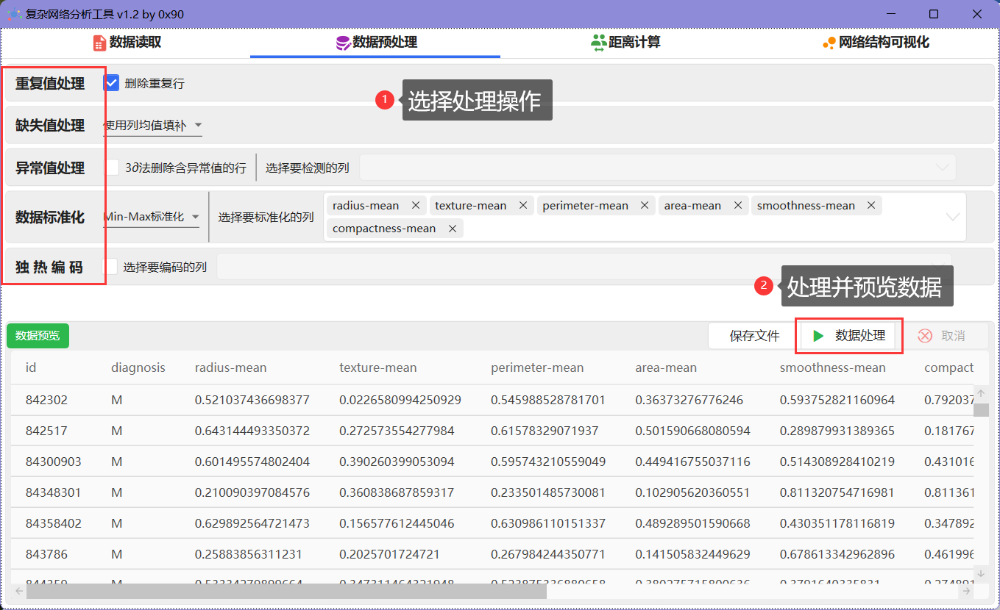 复杂网络分析工具 v1.2 by 0x90
数据读取 数据预处理 距离计算 网络结构可视化
重复值处理 删除重复行
1 选择处理操作
缺失值处理 使用列均值填补
异常值处理 3∂法删除含异常值的行 选择要检测的列
数据标准化 Min-Max标准化 选择要标准化的列 radius-mean texture-mean perimeter-mean area-mean smoothness-mean
compactness-mean
独 热 编 码 选择要编码的列
2 处理并预览数据
数据预览 保存文件 数据处理 取消
id diagnosis radius-mean texture-mean perimeter-mean area-mean smoothness-mean compact
842302 M 0.521037436698377 0.0226580994250929 0.545988528781701 0.36373276776246 0.593752821160964 0.792037
842517 M 0.643144493350372 0.272573554277984 0.61578329071937 0.501590668080594 0.289879931389365 0.181767
84300903 M 0.601495574802404 0.390260399053094 0.595743210559049 0.449416755037116 0.514308928410219 0.431016
84348301 M 0.210090397084576 0.360838687859317 0.233501485730081 0.102905620360551 0.811320754716981 0.811361
84358402 M 0.629892564721473 0.156577612445046 0.630986110151337 0.489289501590668 0.430351178116819 0.347892
843786 M 0.25883856311231 0.2025701724721 0.267984244350771 0.141505832449629 0.678613342962896 0.461996